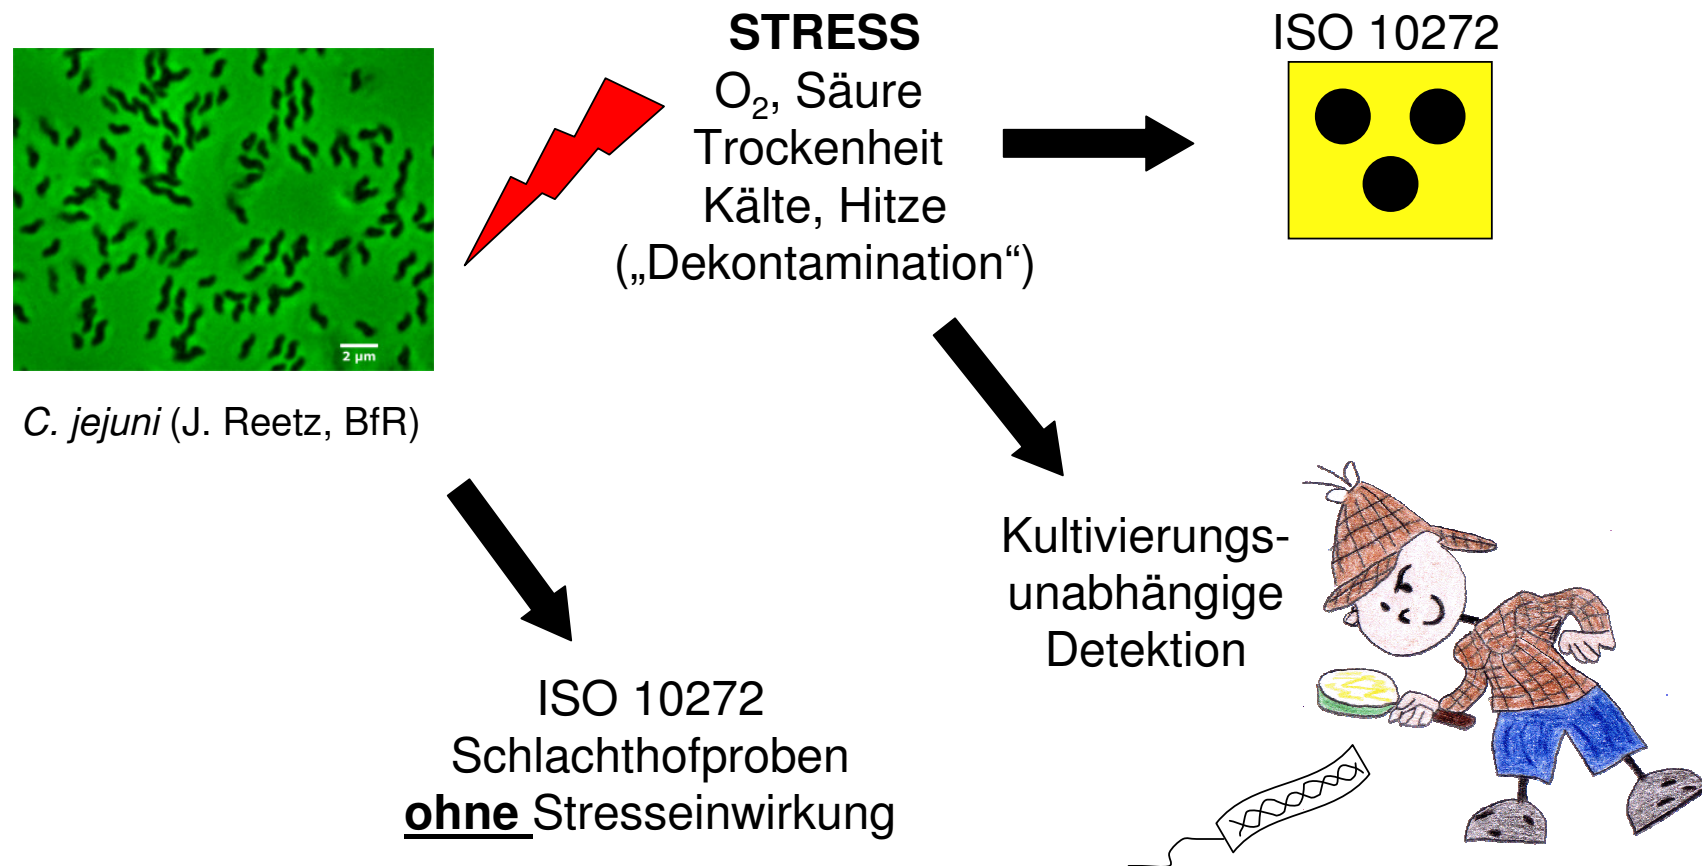 STRESS
O₂, Säure
Trockenheit
Kälte, Hitze
(„Dekontamination“)
ISO 10272
2 µm
C. jejuni (J. Reetz, BfR)
Kultivierungs-
unabhängige
Detektion
ISO 10272
Schlachthofproben
ohne Stresseinwirkung